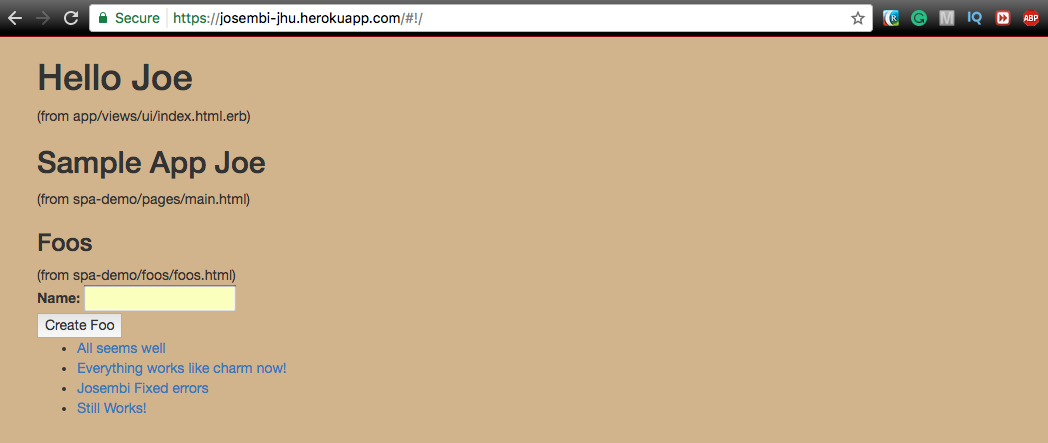 Secure https://josembi-jhu.herokuapp.com/#!/
R G M IQ ABP
Hello Joe
(from app/views/ui/index.html.erb)
Sample App Joe
(from spa-demo/pages/main.html)
Foos
(from spa-demo/foos/foos.html)
Name:
Create Foo
All seems well
Everything works like charm now!
Josembi Fixed errors
Still Works!